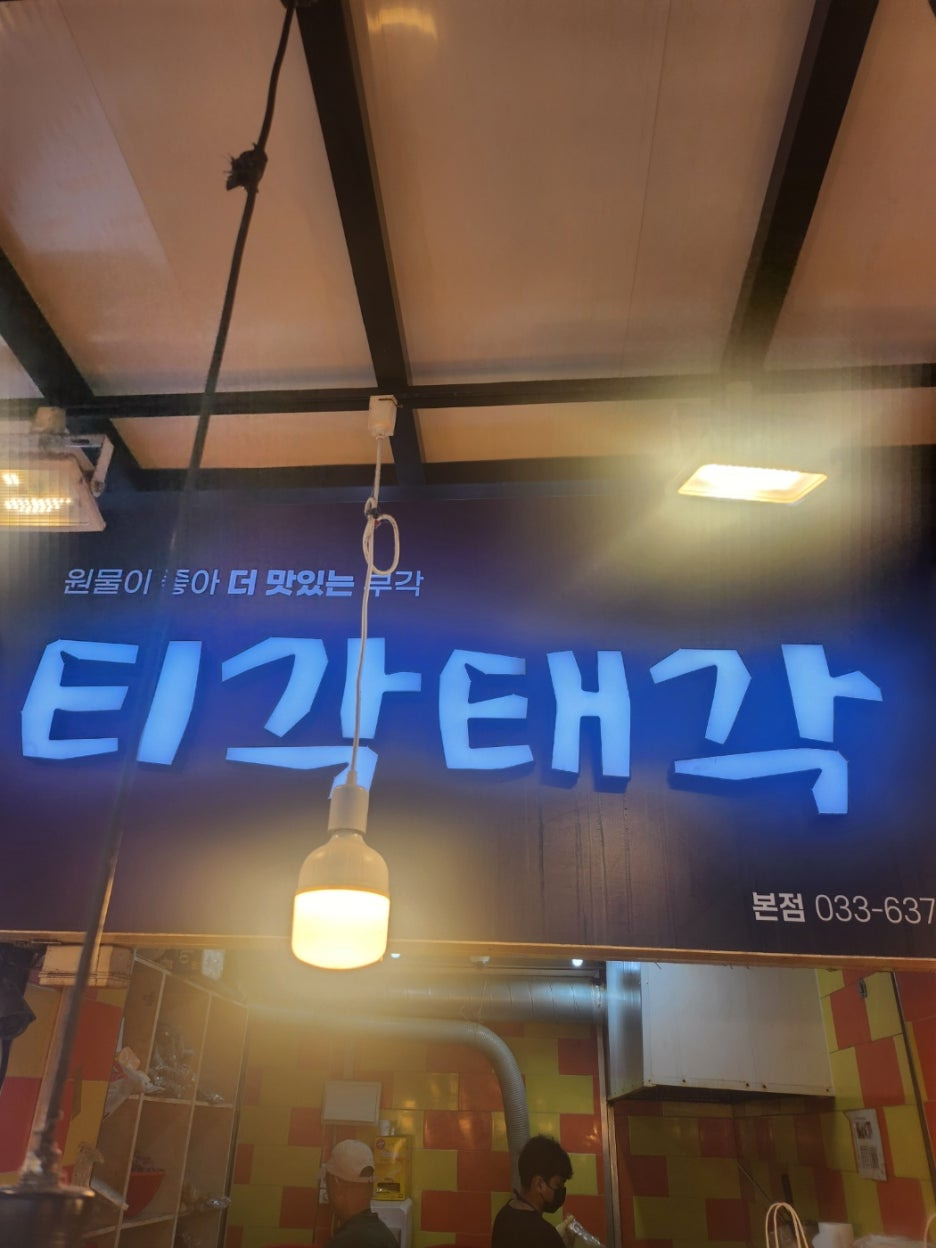 원물이 좋아 더 맛있는 부각
티각태각
본점 033-637